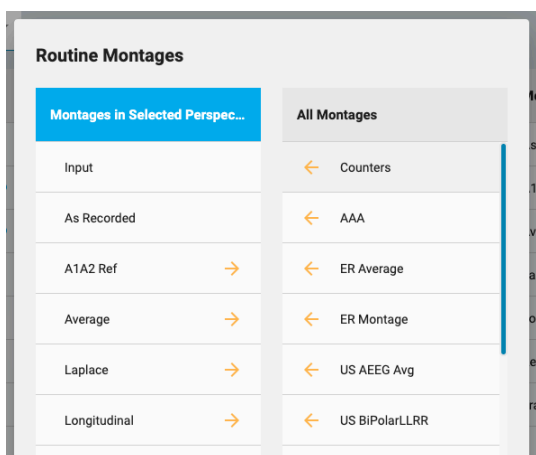 Routine Montages
Montages in Selected Perspec...
All Montages
Input
Counters
As Recorded
AAA
A1A2 Ref
ER Average
Average
ER Montage
Laplace
US AEEG Avg
Longitudinal
US BiPolarLLRR